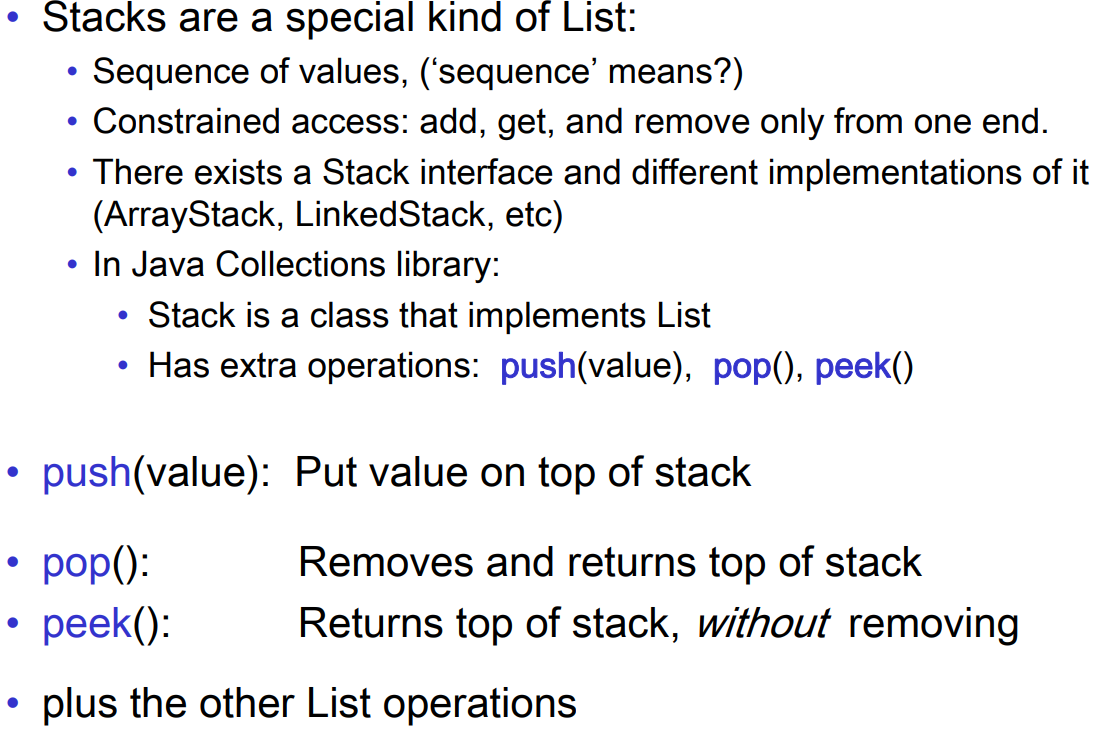 • Stacks are a special kind of List:
• Sequence of values, (‘sequence’ means?)
• Constrained access: add, get, and remove only from one end.
• There exists a Stack interface and different implementations of it
(ArrayStack, LinkedStack, etc)
• In Java Collections library:
• Stack is a class that implements List
• Has extra operations: push(value), pop(), peek()
• push(value): Put value on top of stack
• pop(): Removes and returns top of stack
• peek(): Returns top of stack, without removing
• plus the other List operations